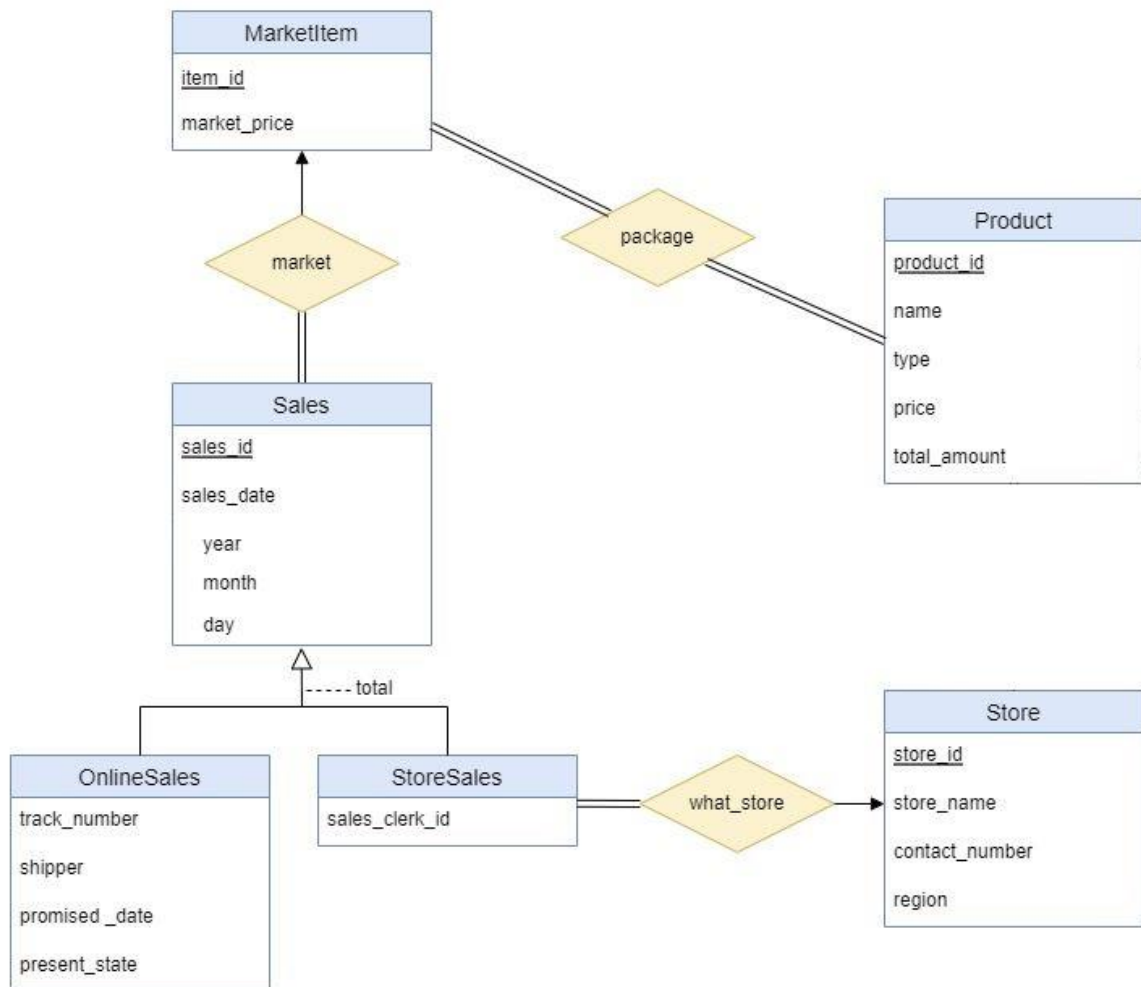 MarketItem
item_id
market_price
package
Product
product_id
name
type
price
total_amount
market
Sales
sales_id
sales_date
year
month
day
total
OnlineSales
track_number
shipper
promised _date
present_state
StoreSales
sales_clerk_id
what_store
Store
store_id
store_name
contact_number
region